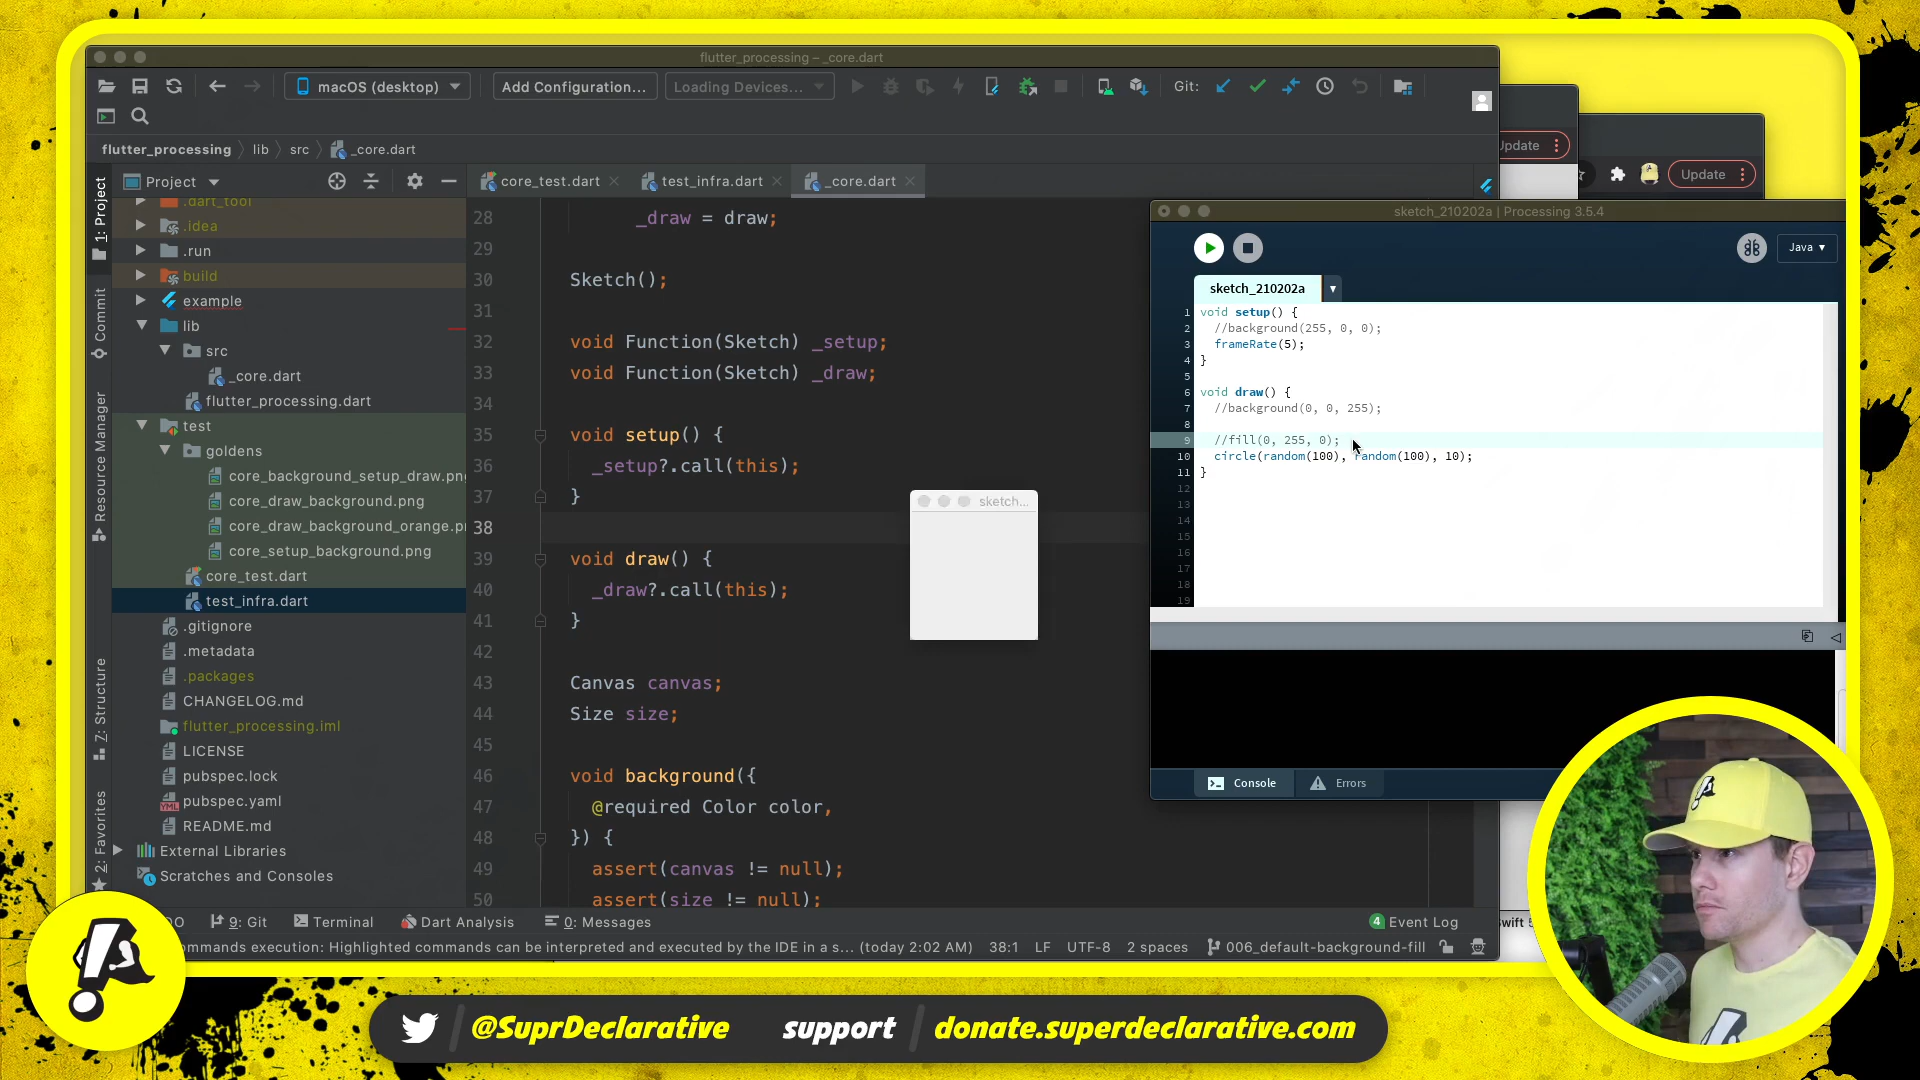 flutter_processing – _core.dart
macOS (desktop)
Add Configuration...
Loading Devices...
Git:
flutter_processing
lib
src
_core.dart
1: Project
Commit
Resource Manager
7: Structure
2: Favorites
Project
.dart_tool
.idea
.run
build
example
lib
src
_core.dart
flutter_processing.dart
test
goldens
core_background_setup_draw.png
core_draw_background.png
core_draw_background_orange.pn
core_setup_background.png
core_test.dart
test_infra.dart
.gitignore
.metadata
.packages
CHANGELOG.md
flutter_processing.iml
LICENSE
pubspec.lock
pubspec.yaml
README.md
External Libraries
Scratches and Consoles
core_test.dart
test_infra.dart
_core.dart
28 _draw = draw;
29
30 Sketch();
31
32 void Function(Sketch) _setup;
33 void Function(Sketch) _draw;
34
35 void setup() {
36 _setup?.call(this);
37 }
38
39 void draw() {
40 _draw?.call(this);
41 }
42
43 Canvas canvas;
44 Size size;
45
46 void background({
47 @required Color color,
48 }) {
49 assert(canvas != null);
50 assert(size != null);
sketch...
Update
Update
sketch_210202a | Processing 3.5.4
Java ▾
sketch_210202a
1 void setup() {
2 //background(255, 0, 0);
3 frameRate(5);
4 }
5
6 void draw() {
7 //background(0, 0, 255);
8
9 //fill(0, 255, 0);
10 circle(random(100), random(100), 10);
11 }
12
13
14
15
16
17
18
19
Console
Errors
DO
9: Git
Terminal
Dart Analysis
0: Messages
4 Event Log
mmands execution: Highlighted commands can be interpreted and executed by the IDE in a s... (today 2:02 AM)
38:1
LF
UTF-8
2 spaces
006_default-background-fill
@SuprDeclarative
support
donate.superdeclarative.com